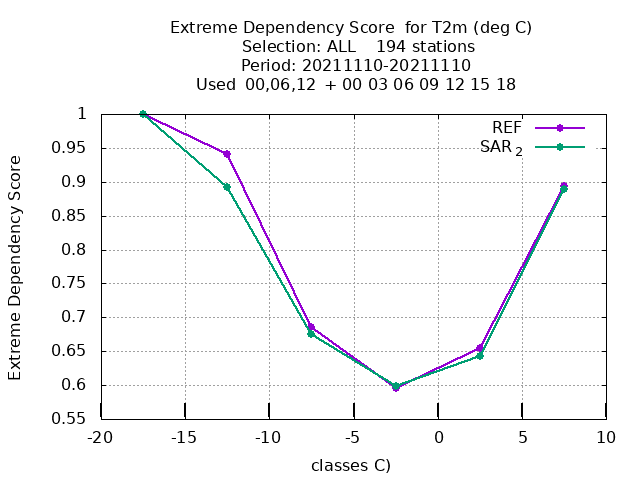 Extreme Dependency Score  for T2m (deg C)
Selection: ALL    194 stations
Period: 20211110-20211110
Used  00,06,12  + 00 03 06 09 12 15 18
REF
SAR 2
Extreme Dependency Score
1
0.95
0.9
0.85
0.8
0.75
0.7
0.65
0.6
0.55
-20 -15 -10 -5 0 5 10
classes C)